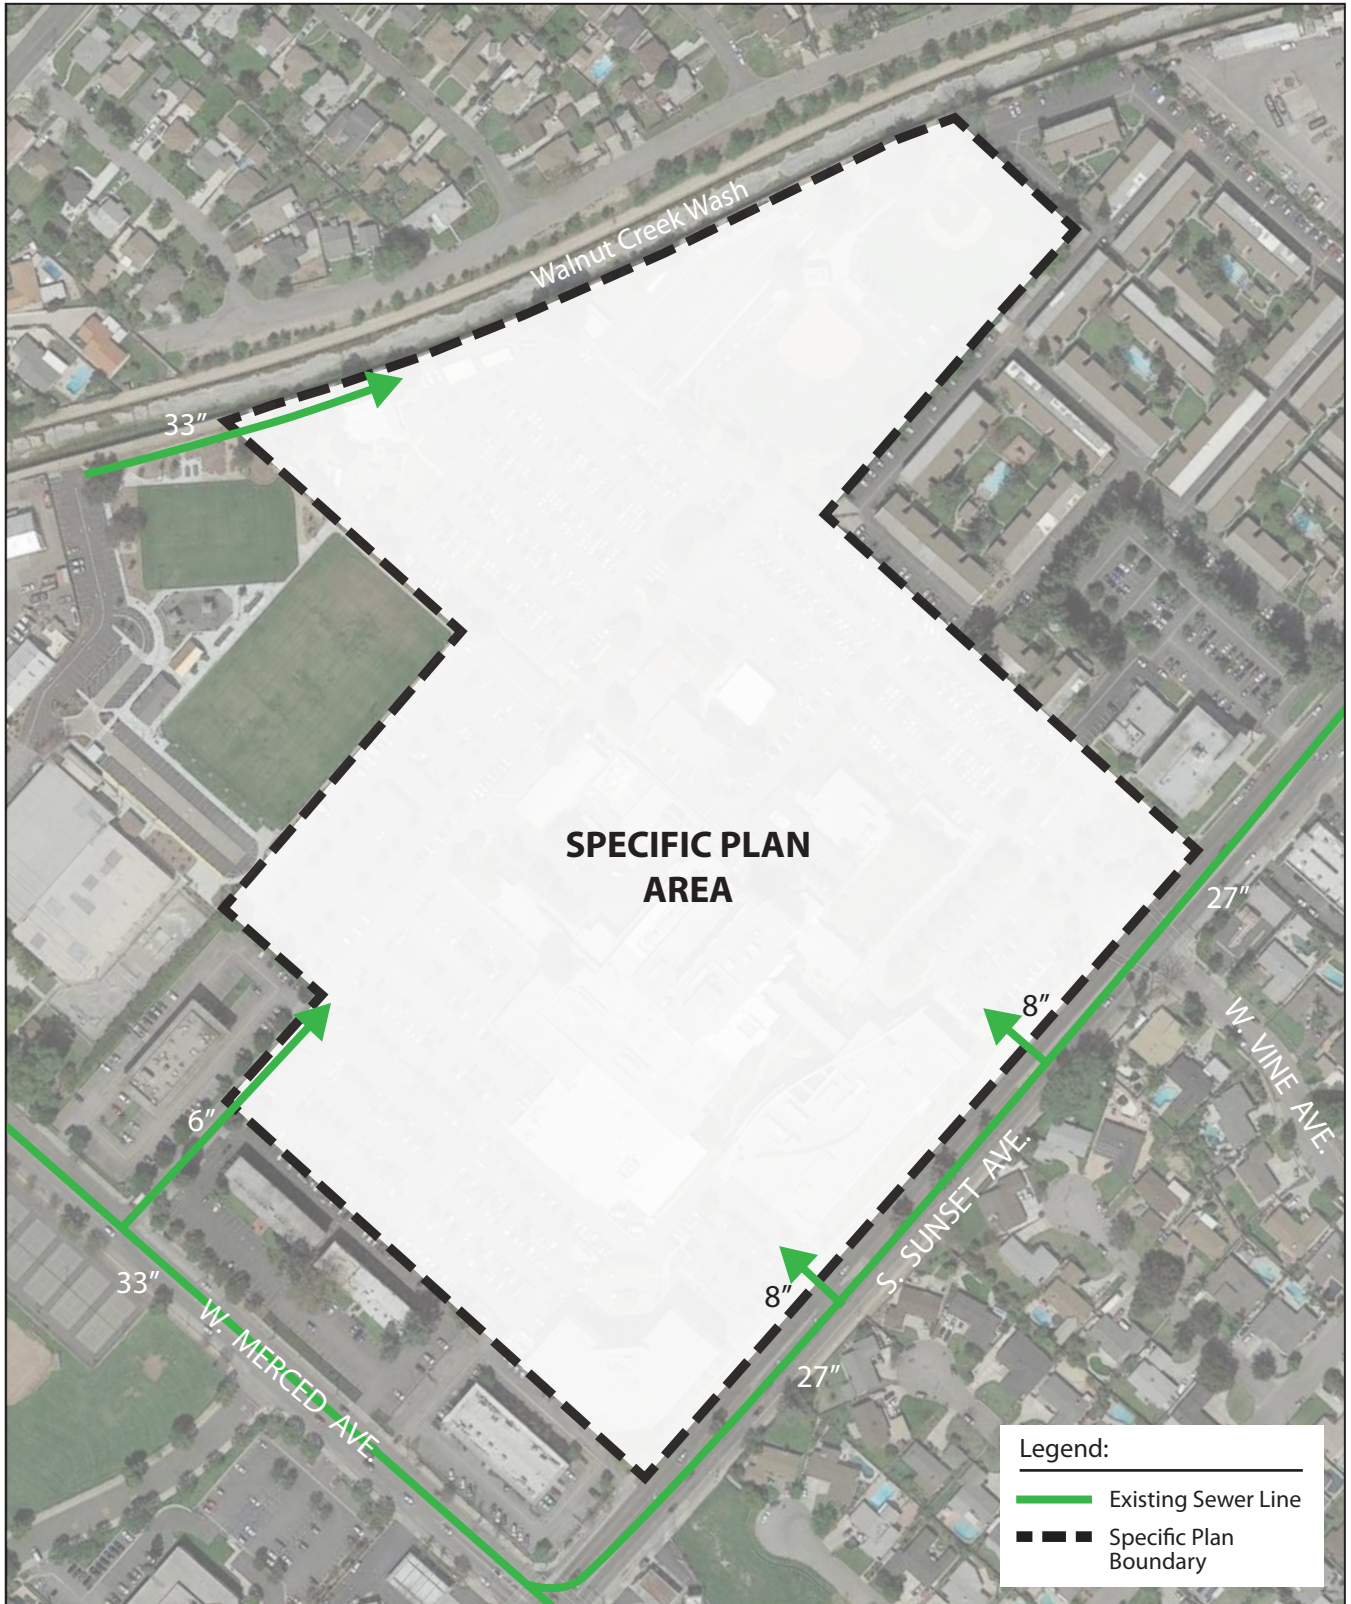 Walnut Creek Wash
33"
SPECIFIC PLAN
AREA
27"
8"
W. VINE AVE.
6"
S. SUNSET AVE.
33"
8"
W. MERCED AVE.
27"
Legend:
Existing Sewer Line
Specific Plan
Boundary